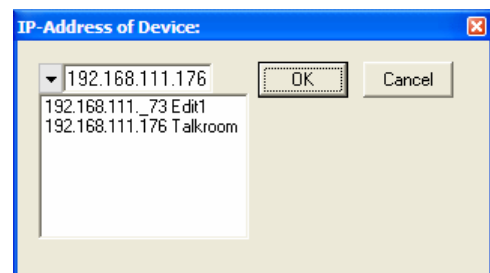 IP-Address of Device:
192.168.111.176 OK Cancel
192.168.111._73 Edit1
192.168.111.176 Talkroom